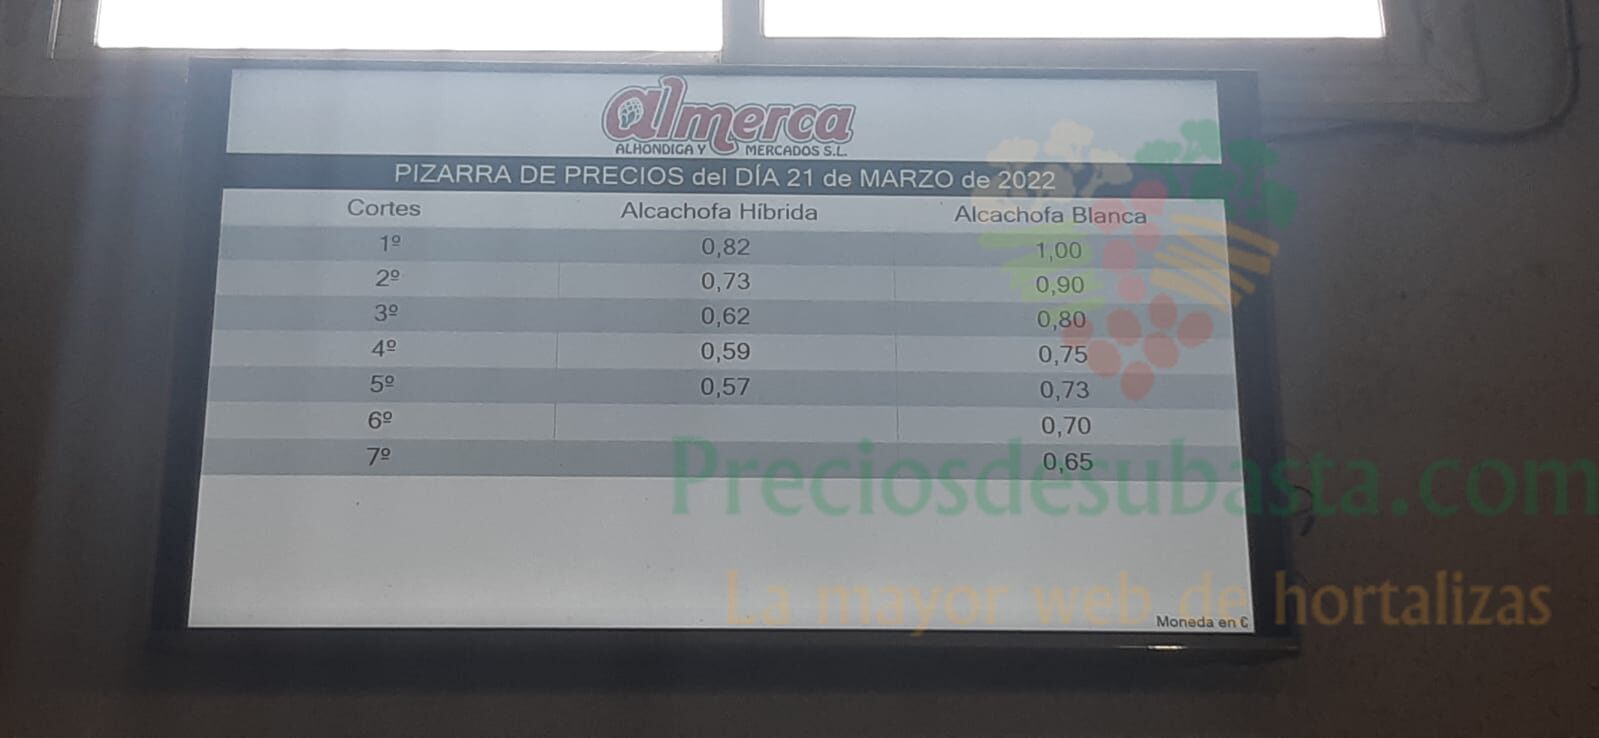 almerca
ALHONDIGA Y MERCADOS S.L.
PIZARRA DE PRECIOS del DÍA 21 de MARZO de 2022
Cortes Alcachofa Híbrida Alcachofa Blanca
1º 0,82 1,00
2º 0,73 0,90
3º 0,62 0,80
4º 0,59 0,75
5º 0,57 0,73
6º 0,70
7º 0,65
Preciosdesubasta.com
La mayor web de hortalizas
Moneda en €